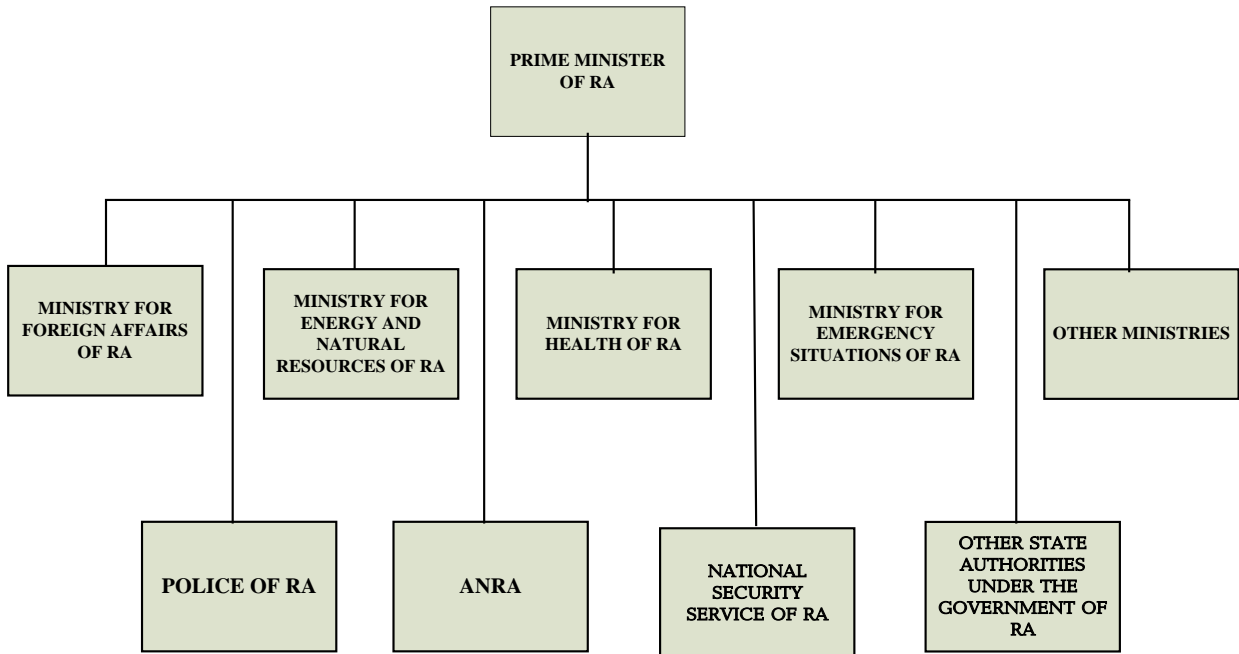 PRIME MINISTER
OF RA
MINISTRY FOR
FOREIGN AFFAIRS
OF RA
MINISTRY FOR
ENERGY AND
NATURAL
RESOURCES OF RA
MINISTRY FOR
HEALTH OF RA
MINISTRY FOR
EMERGENCY
SITUATIONS OF RA
OTHER MINISTRIES
POLICE OF RA
ANRA
NATIONAL
SECURITY
SERVICE OF RA
OTHER STATE
AUTHORITIES
UNDER THE
GOVERNMENT OF
RA